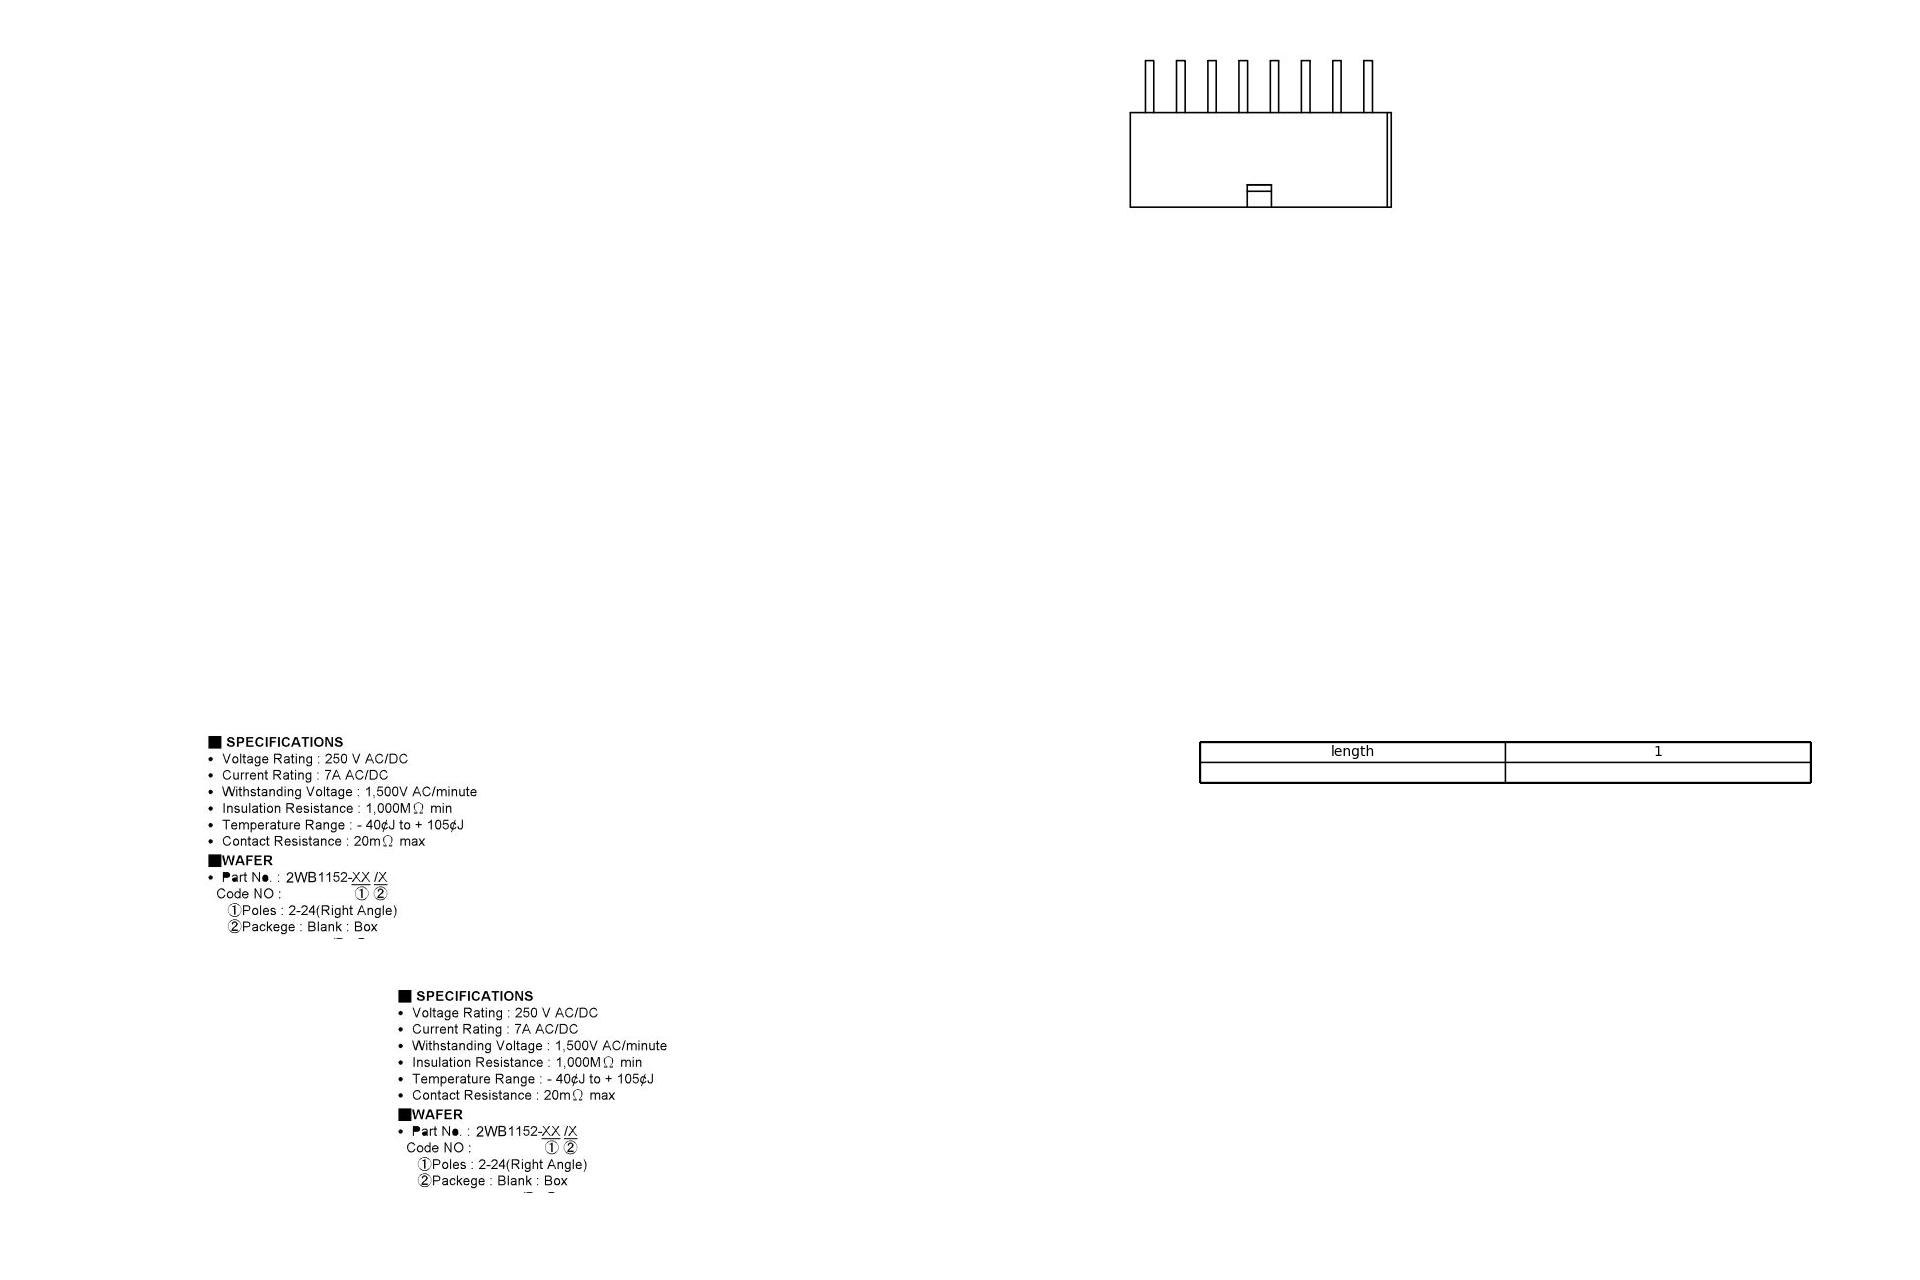 ■ SPECIFICATIONS
• Voltage Rating : 250 V AC/DC
• Current Rating : 7A AC/DC
• Withstanding Voltage : 1,500V AC/minute
• Insulation Resistance : 1,000MΩ min
• Temperature Range : - 40¢J to + 105¢J
• Contact Resistance : 20mΩ max
■WAFER
• Part No. : 2WB1152-XX /X
Code NO : ① ②
①Poles : 2-24(Right Angle)
②Packege : Blank : Box
length 1
■ SPECIFICATIONS
• Voltage Rating : 250 V AC/DC
• Current Rating : 7A AC/DC
• Withstanding Voltage : 1,500V AC/minute
• Insulation Resistance : 1,000MΩ min
• Temperature Range : - 40¢J to + 105¢J
• Contact Resistance : 20mΩ max
■WAFER
• Part No. : 2WB1152-XX /X
Code NO : ① ②
①Poles : 2-24(Right Angle)
②Packege : Blank : Box